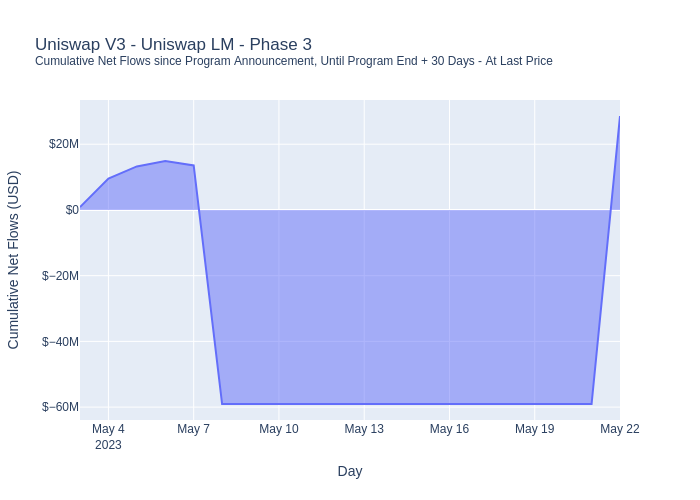 Uniswap V3 - Uniswap LM - Phase 3
Cumulative Net Flows since Program Announcement, Until Program End + 30 Days - At Last Price
Cumulative Net Flows (USD)
$20M
$0
$−20M
$−40M
$−60M
May 4
2023
May 7
May 10
May 13
May 16
May 19
May 22
Day